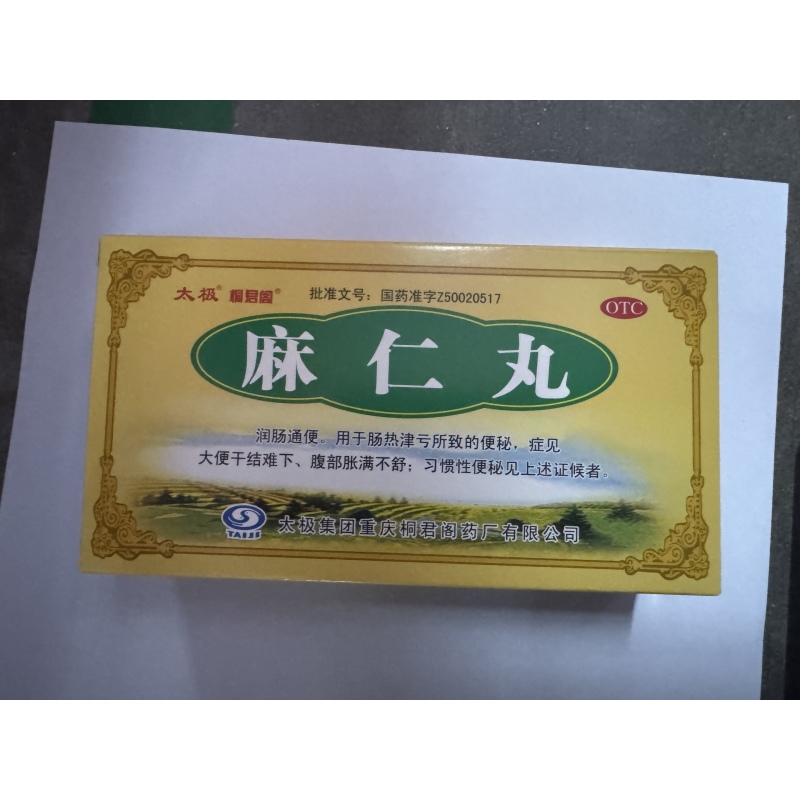 太极® 桐君阁® 批准文号：国药准字Z50020517
OTC
麻仁丸
润肠通便。用于肠热津亏所致的便秘，症见
大便干结难下、腹部胀满不舒；习惯性便秘见上述证候者。
TAIJI 太极集团重庆桐君阁药厂有限公司